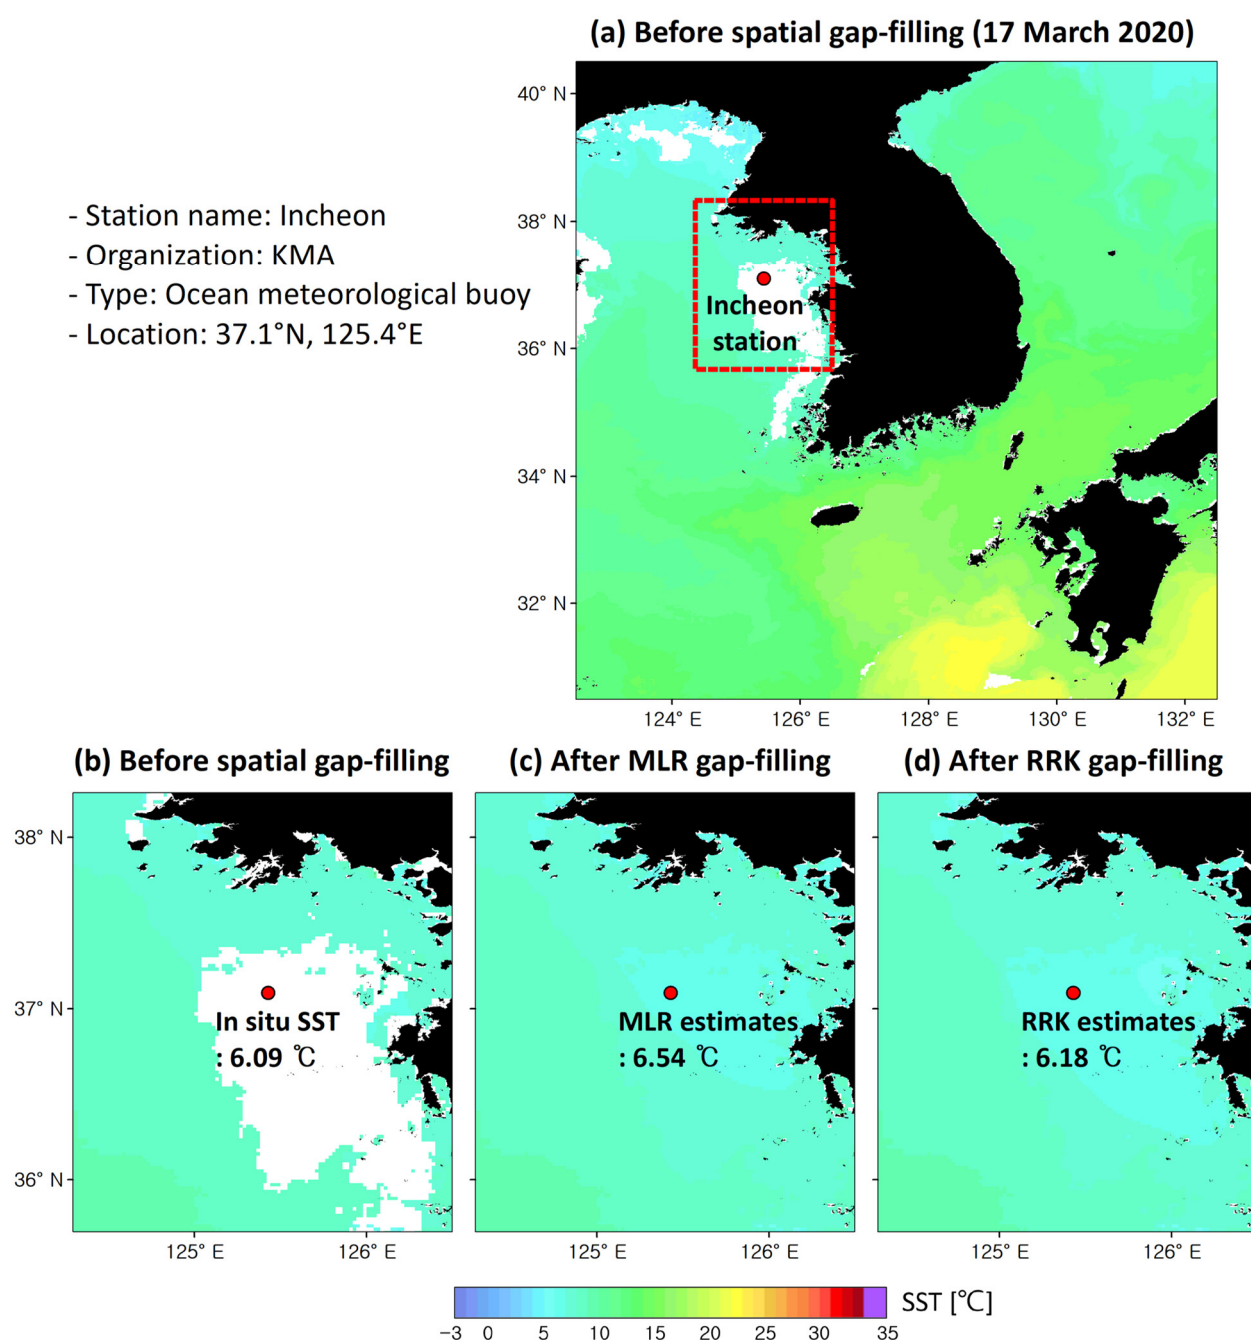 (a) Before spatial gap-filling (17 March 2020)
40° N
38° N
36° N
34° N
32° N
124° E 126° E 128° E 130° E 132° E
Incheon
station
- Station name: Incheon
- Organization: KMA
- Type: Ocean meteorological buoy
- Location: 37.1°N, 125.4°E
(b) Before spatial gap-filling
38° N
37° N
36° N
In situ SST
: 6.09 ℃
125° E 126° E
(c) After MLR gap-filling
MLR estimates
: 6.54 ℃
125° E 126° E
(d) After RRK gap-filling
RRK estimates
: 6.18 ℃
125° E 126° E
SST [℃]
−3 0 5 10 15 20 25 30 35